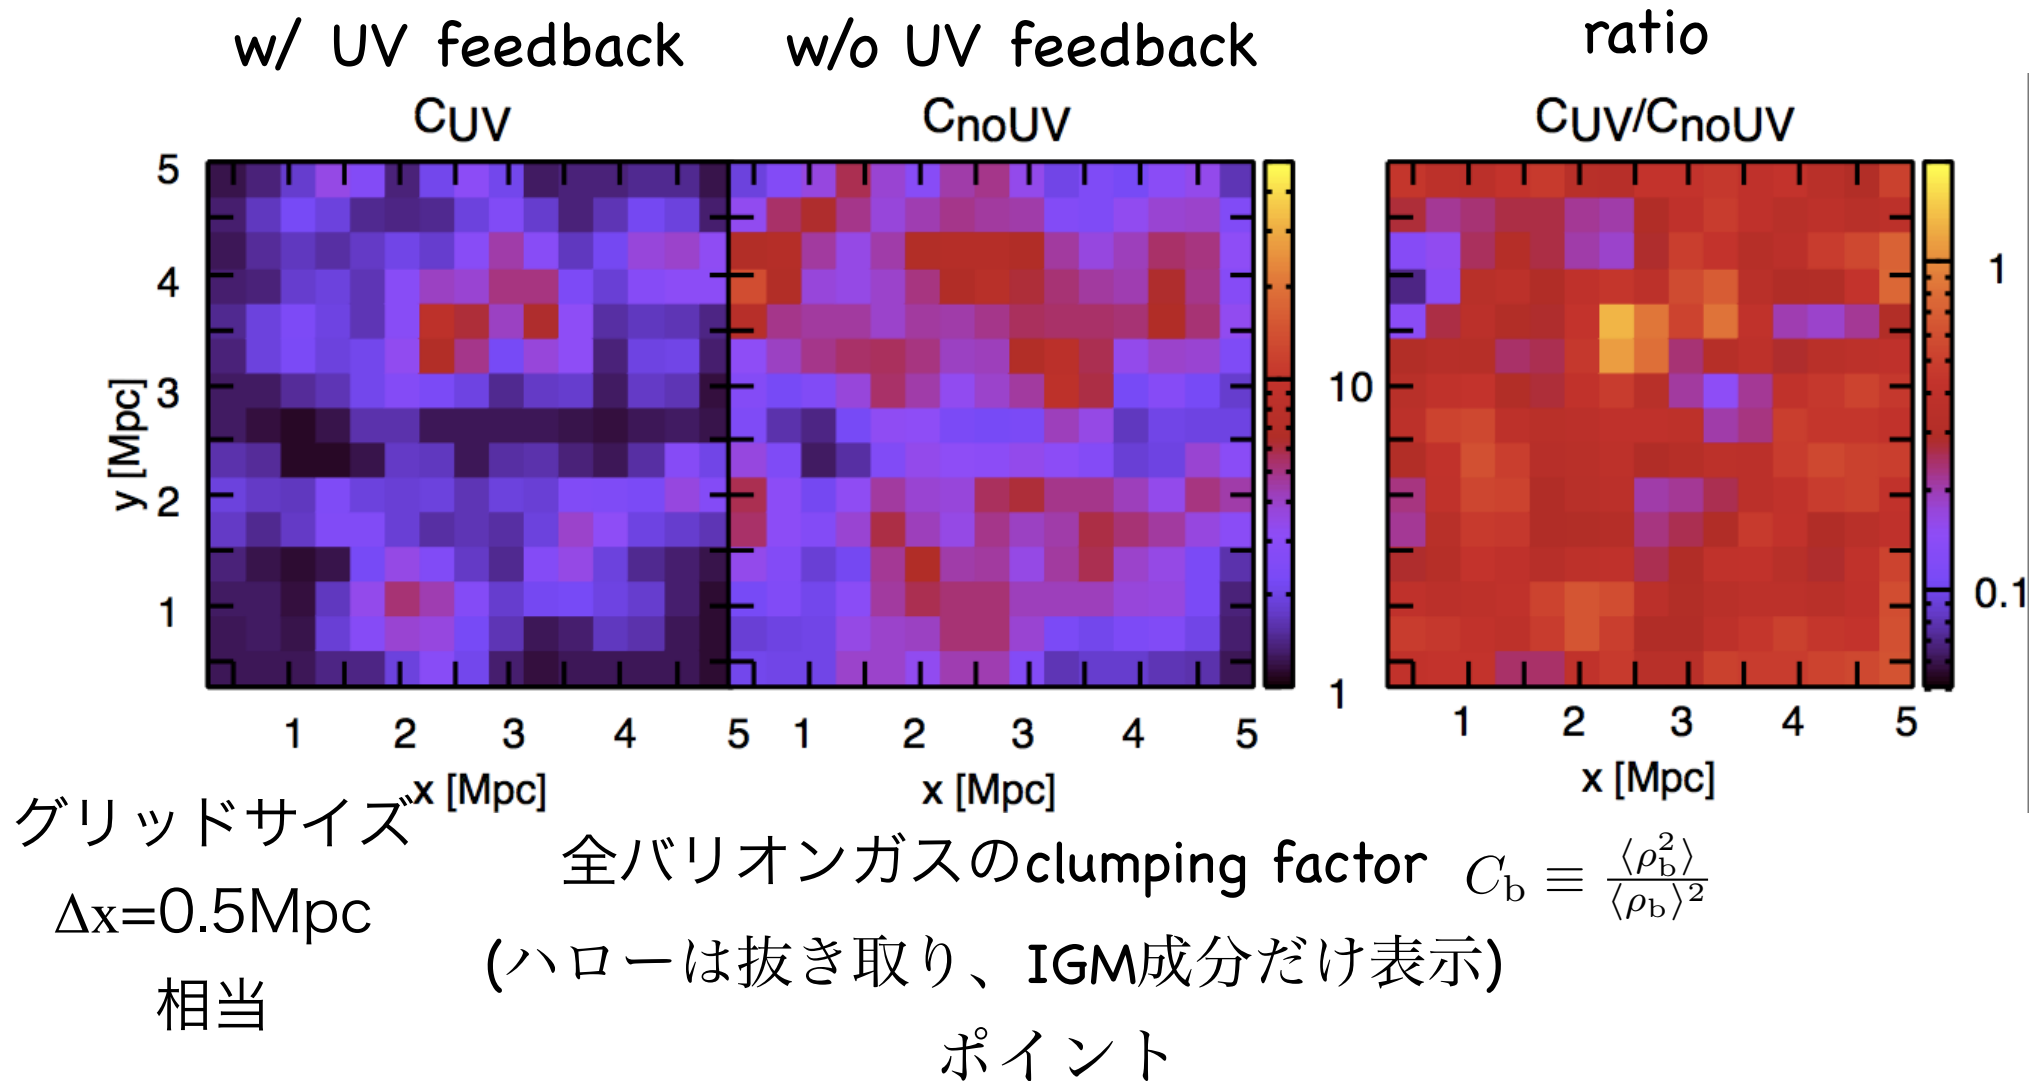 w/ UV feedback
w/o UV feedback
ratio
C_UV
C_noUV
C_UV/C_noUV
5
4
3
2
1
y [Mpc]
1 2 3 4 5
x [Mpc]
1 2 3 4 5
x [Mpc]
10
1
1 2 3 4 5
x [Mpc]
1
0.1
グリッドサイズ
Δx=0.5Mpc
相当
全バリオンガスのclumping factor C_b ≡ ⟨ρ_b^2⟩/⟨ρ_b⟩^2
(ハローは抜き取り、IGM成分だけ表示)
ポイント